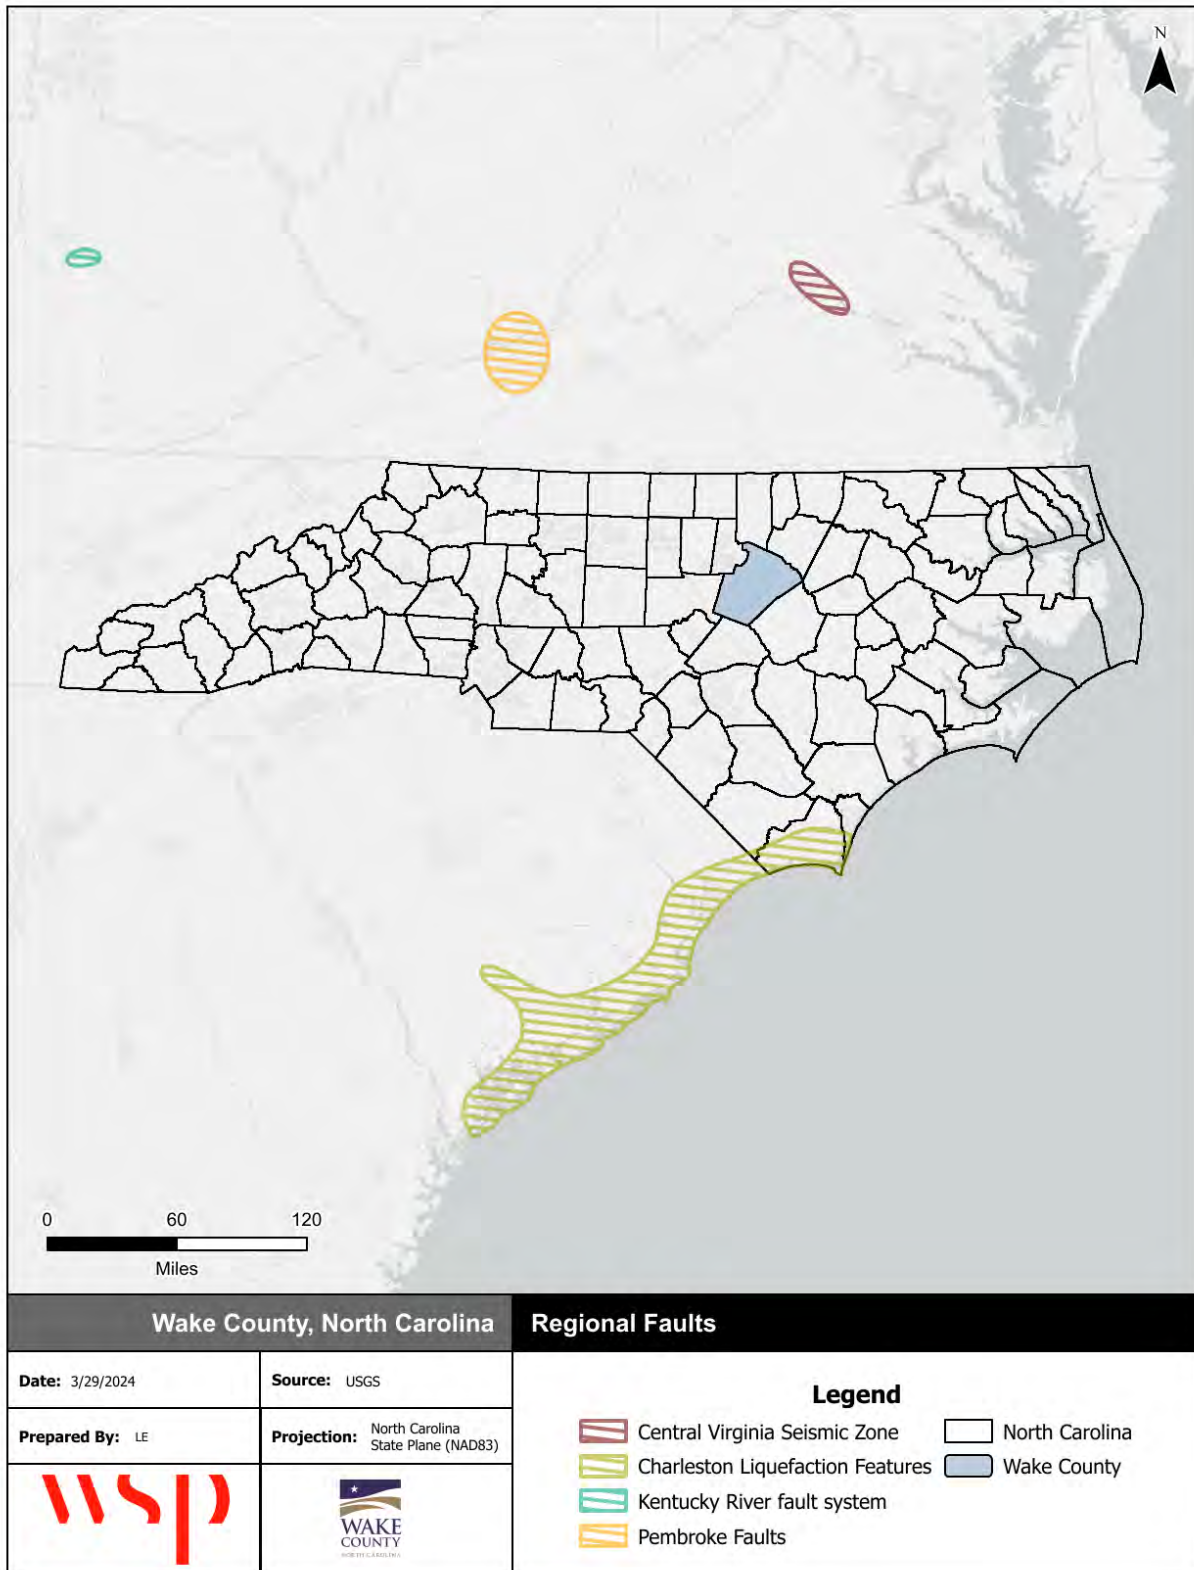 N
0 60 120
Miles
Wake County, North Carolina
Regional Faults
Date: 3/29/2024
Source: USGS
Prepared By: LE
Projection: North Carolina
State Plane (NAD83)
wsp
WAKE
COUNTY
NORTH CAROLINA
Legend
Central Virginia Seismic Zone
Charleston Liquefaction Features
Kentucky River fault system
Pembroke Faults
North Carolina
Wake County